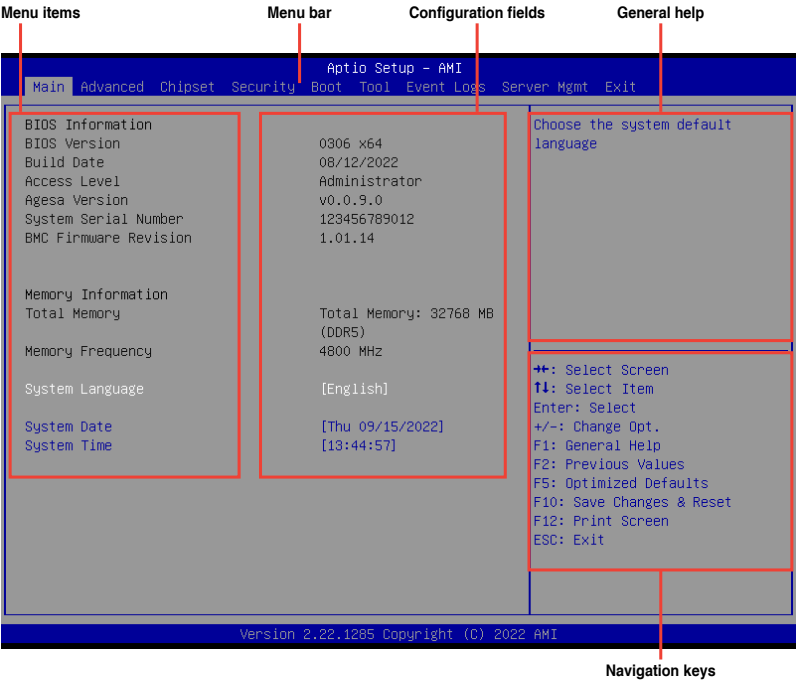 Menu items Menu bar Configuration fields General help
Aptio Setup – AMI
Main Advanced Chipset Security Boot Tool Event Logs Server Mgmt Exit
BIOS Information
BIOS Version 0306 x64
Build Date 08/12/2022
Access Level Administrator
Agesa Version v0.0.9.0
System Serial Number 123456789012
BMC Firmware Revision 1.01.14
Memory Information
Total Memory Total Memory: 32768 MB
(DDR5)
Memory Frequency 4800 MHz
System Language [English]
System Date [Thu 09/15/2022]
System Time [13:44:57]
Choose the system default
language
→←: Select Screen
↑↓: Select Item
Enter: Select
+/-: Change Opt.
F1: General Help
F2: Previous Values
F5: Optimized Defaults
F10: Save Changes & Reset
F12: Print Screen
ESC: Exit
Version 2.22.1285 Copyright (C) 2022 AMI
Navigation keys